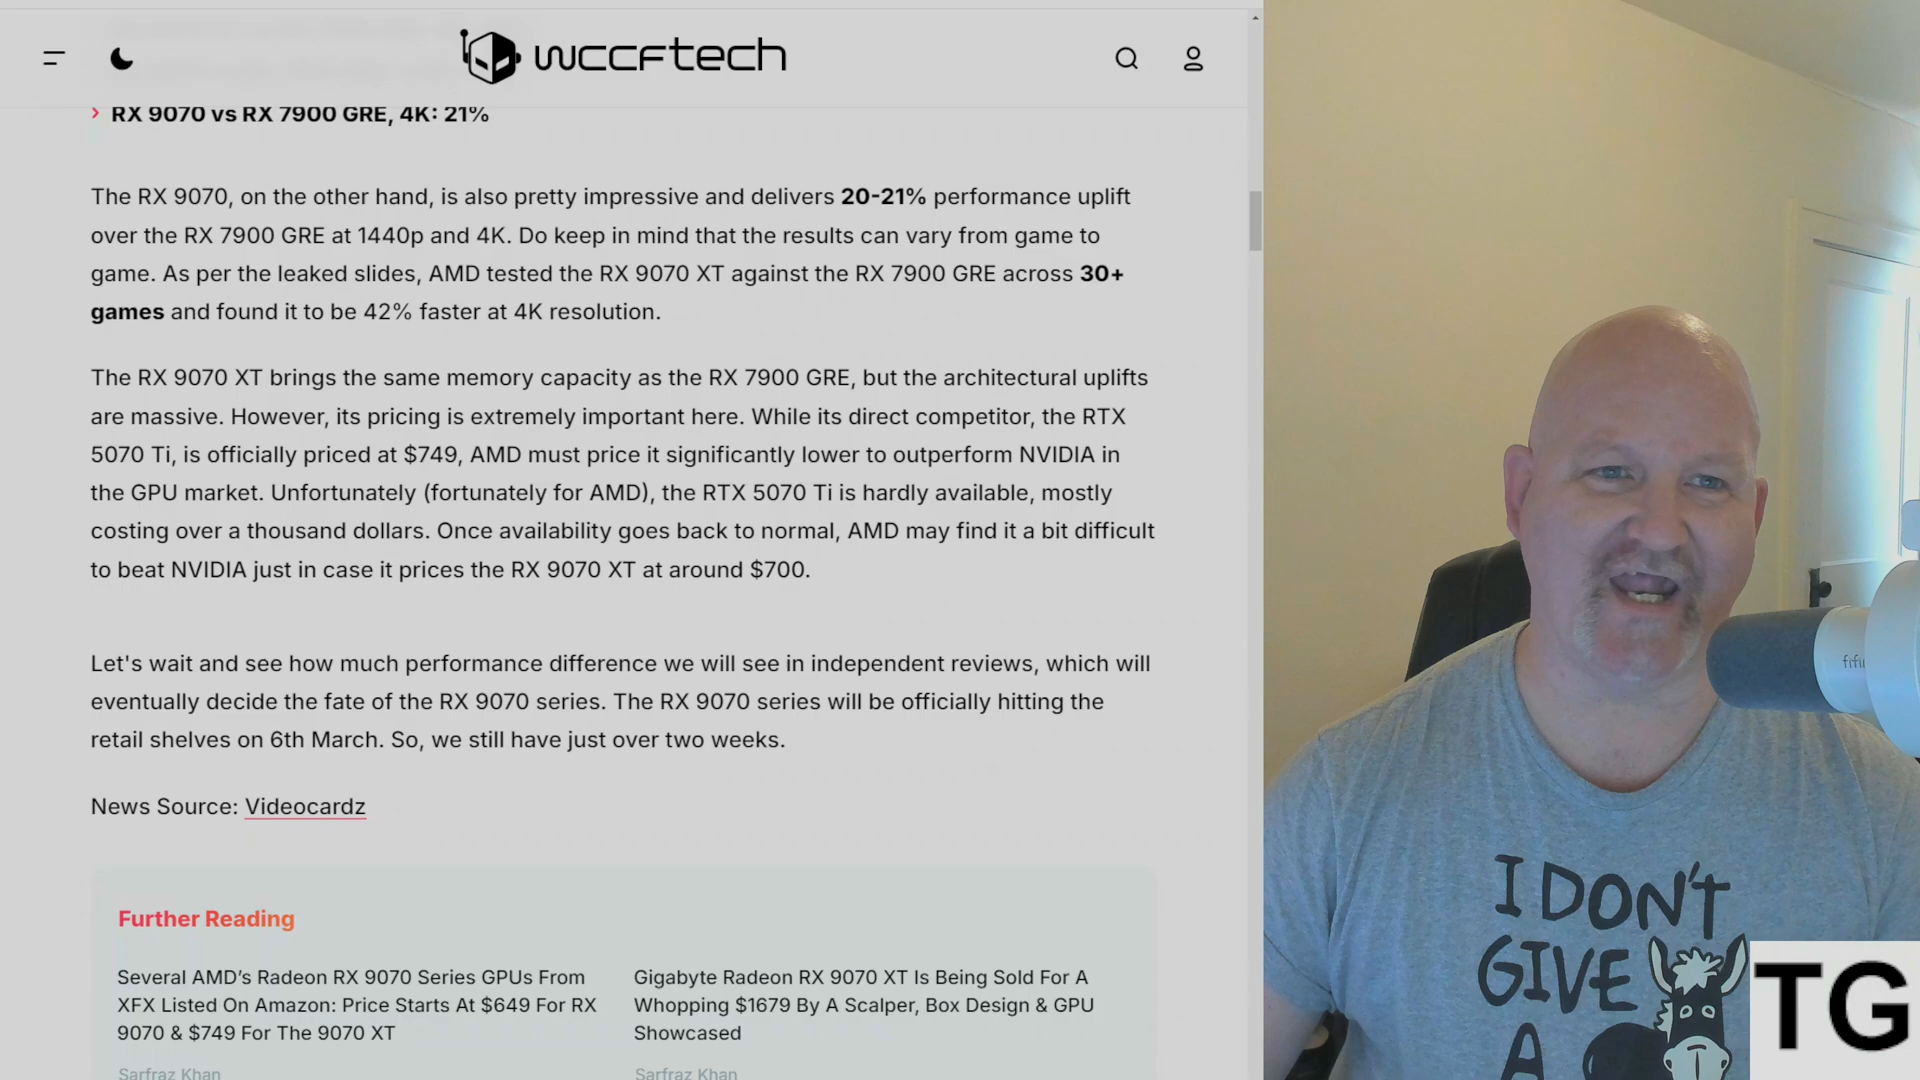 wccftech
RX 9070 vs RX 7900 GRE, 4K: 21%
The RX 9070, on the other hand, is also pretty impressive and delivers 20-21% performance uplift
over the RX 7900 GRE at 1440p and 4K. Do keep in mind that the results can vary from game to
game. As per the leaked slides, AMD tested the RX 9070 XT against the RX 7900 GRE across 30+
games and found it to be 42% faster at 4K resolution.
The RX 9070 XT brings the same memory capacity as the RX 7900 GRE, but the architectural uplifts
are massive. However, its pricing is extremely important here. While its direct competitor, the RTX
5070 Ti, is officially priced at $749, AMD must price it significantly lower to outperform NVIDIA in
the GPU market. Unfortunately (fortunately for AMD), the RTX 5070 Ti is hardly available, mostly
costing over a thousand dollars. Once availability goes back to normal, AMD may find it a bit difficult
to beat NVIDIA just in case it prices the RX 9070 XT at around $700.
Let's wait and see how much performance difference we will see in independent reviews, which will
eventually decide the fate of the RX 9070 series. The RX 9070 series will be officially hitting the
retail shelves on 6th March. So, we still have just over two weeks.
News Source: Videocardz
Further Reading
Several AMD's Radeon RX 9070 Series GPUs From
XFX Listed On Amazon: Price Starts At $649 For RX
9070 & $749 For The 9070 XT
Sarfraz Khan
Gigabyte Radeon RX 9070 XT Is Being Sold For A
Whopping $1679 By A Scalper, Box Design & GPU
Showcased
Sarfraz Khan
I DON'T
GIVE
A
TG